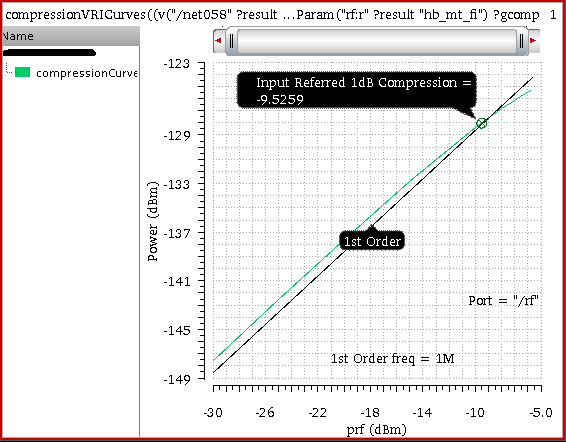 compressionVRICurves((v("/net058" ?result ...Param("rf:r" ?result "hb_mt_fi") ?gcomp 1
Name
compressionCurve
-123
-129
-133
-137
-141
-145
-149
Power (dBm)
Input Referred 1dB Compression =
-9.5259
1st Order
Port = "/rf"
1st Order freq = 1M
-30 -26 -22 -18 -14 -10 -5.0
prf (dBm)